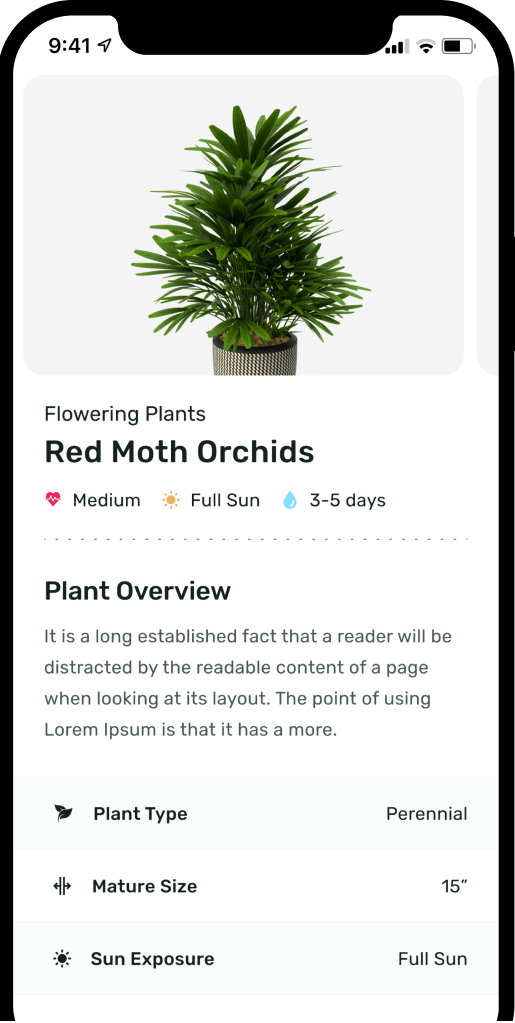 9:41
Flowering Plants
Red Moth Orchids
Medium Full Sun 3-5 days
Plant Overview
It is a long established fact that a reader will be
distracted by the readable content of a page
when looking at its layout. The point of using
Lorem Ipsum is that it has a more.
Plant Type Perennial
Mature Size 15”
Sun Exposure Full Sun